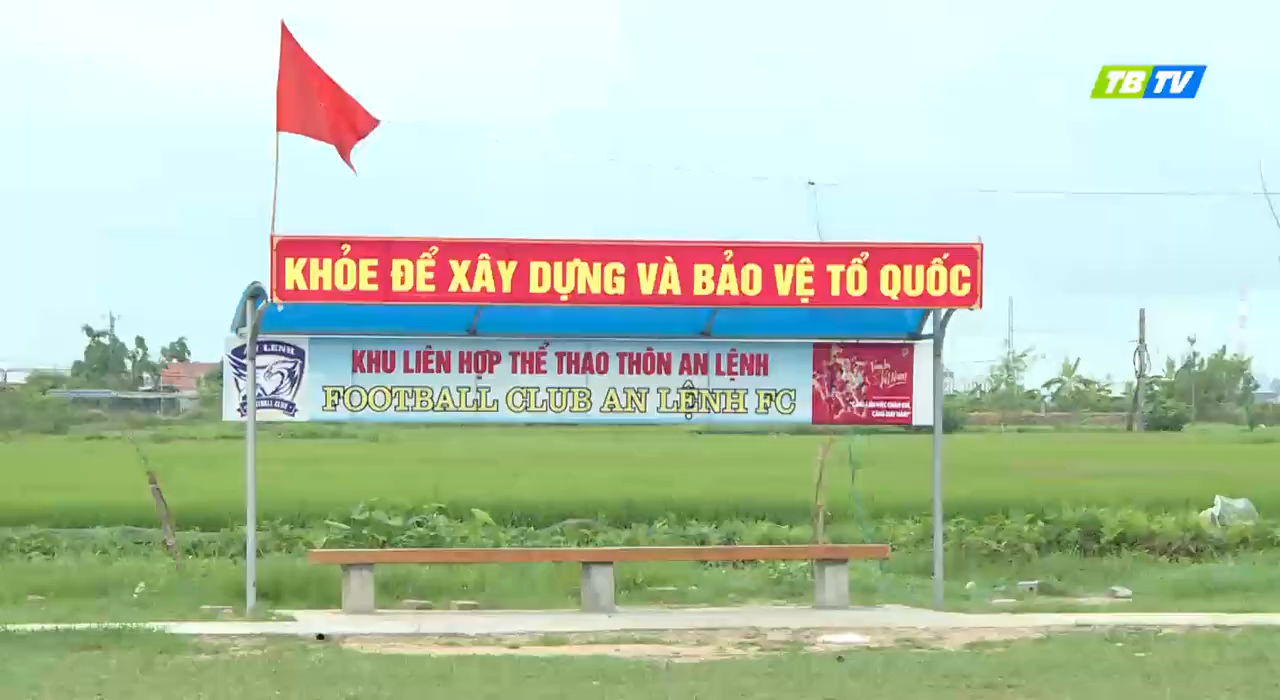 TBTV
KHỎE ĐỂ XÂY DỰNG VÀ BẢO VỆ TỔ QUỐC
KHU LIÊN HỢP THỂ THAO THÔN AN LỆNH
FOOTBALL CLUB AN LỆNH FC